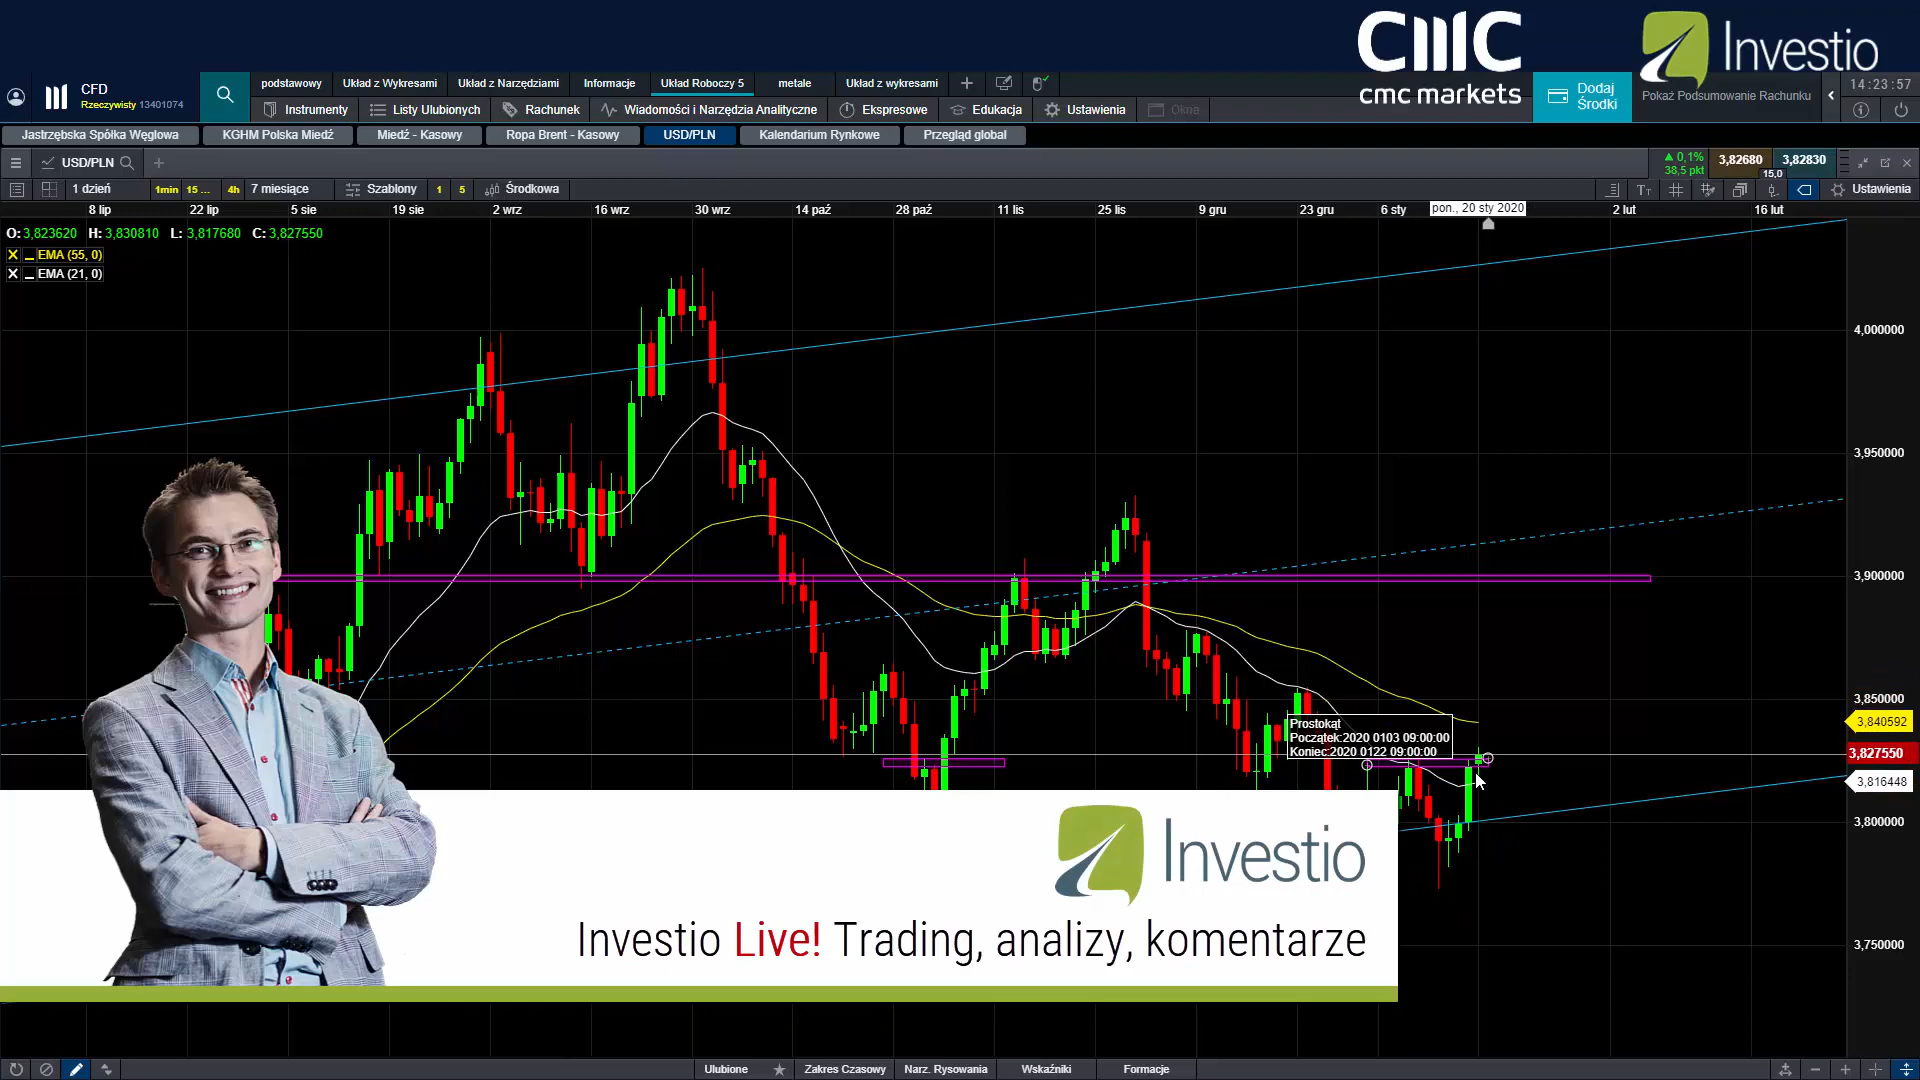 CMC
cmc markets
Investio
CFD
Rzeczywisty 13401074
podstawowy
Układ z Wykresami
Układ z Narzędziami
Informacje
Układ Roboczy 5
metale
Układ z wykresami
Instrumenty
Listy Ulubionych
Rachunek
Wiadomości i Narzędzia Analityczne
Ekspresowe
Edukacja
Ustawienia
Okna
Dodaj Środki
Pokaż Podsumowanie Rachunku
14:23:57
Jastrzębska Spółka Węglowa
KGHM Polska Miedź
Miedź - Kasowy
Ropa Brent - Kasowy
USD/PLN
Kalendarium Rynkowe
Przegląd global
USD/PLN
0,1%
38,5 pkt
3,82680
15,0
3,82830
1 dzień
1min
15 ...
4h
7 miesiące
Szablony
1
5
Środkowa
Ustawienia
8 lip
22 lip
5 sie
19 sie
2 wrz
16 wrz
30 wrz
14 paź
28 paź
11 lis
25 lis
9 gru
23 gru
6 sty
pon., 20 sty 2020
2 lut
16 lut
O: 3,823620 H: 3,830810 L: 3,817680 C: 3,827550
X EMA (55, 0)
X EMA (21, 0)
4,000000
3,950000
3,900000
3,850000
3,840592
3,827550
3,816448
3,800000
3,750000
Prostokąt
Początek:2020 0103 09:00:00
Koniec:2020 0122 09:00:00
Investio
Investio Live! Trading, analizy, komentarze
Ulubione
Zakres Czasowy
Narz. Rysowania
Wskaźniki
Formacje